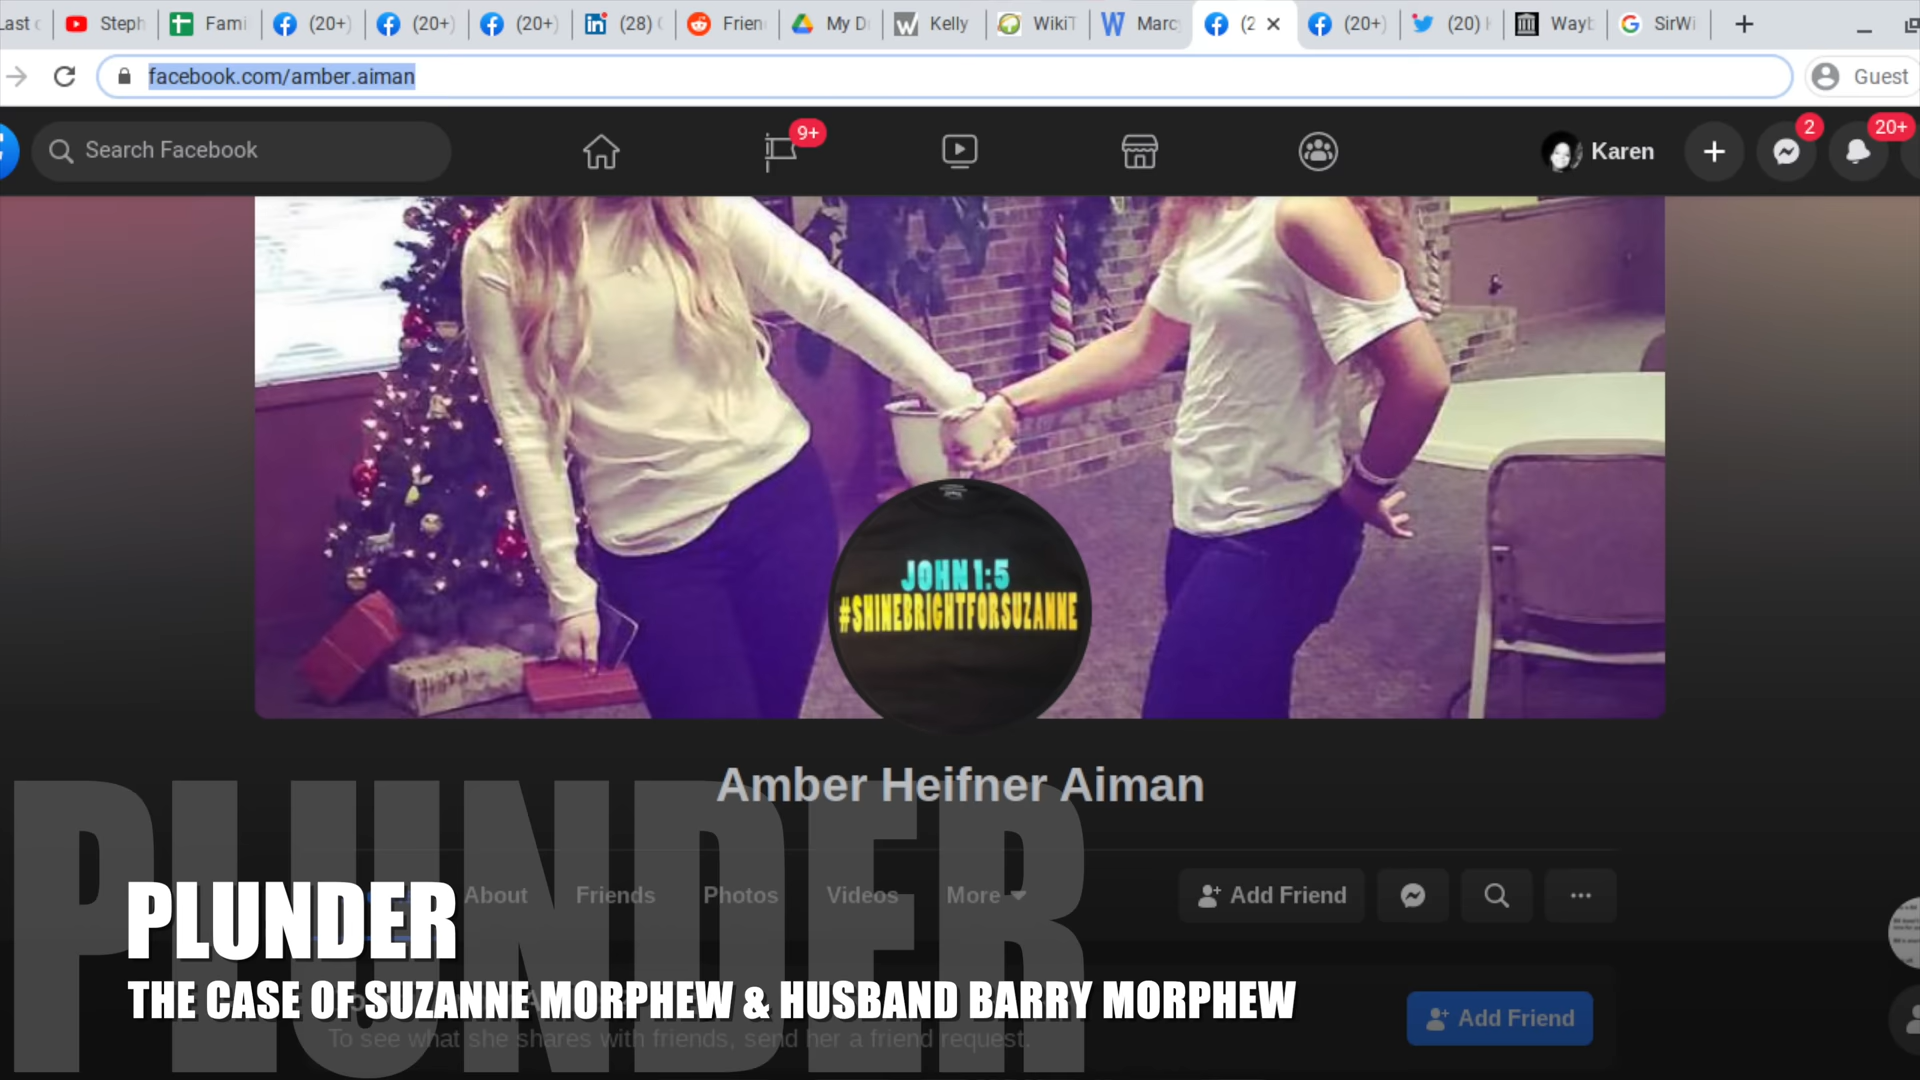 Last
Steph
Fami
(20+)
(20+)
(20+)
(28)
Frien
My D
Kelly
WikiT
Marc
(2
(20+)
(20)
Wayb
SirWi
facebook.com/amber.aiman
Guest
Search Facebook
9+
Karen
2
20+
JOHN 1:5
#SHINEBRIGHTFORSUZANNE
Amber Heifner Aiman
PLUNDER
About
Friends
Photos
Videos
More
Add Friend
PLUNDER
THE CASE OF SUZANNE MORPHEW & HUSBAND BARRY MORPHEW
Add Friend
To see what she shares with friends, send her a friend request.